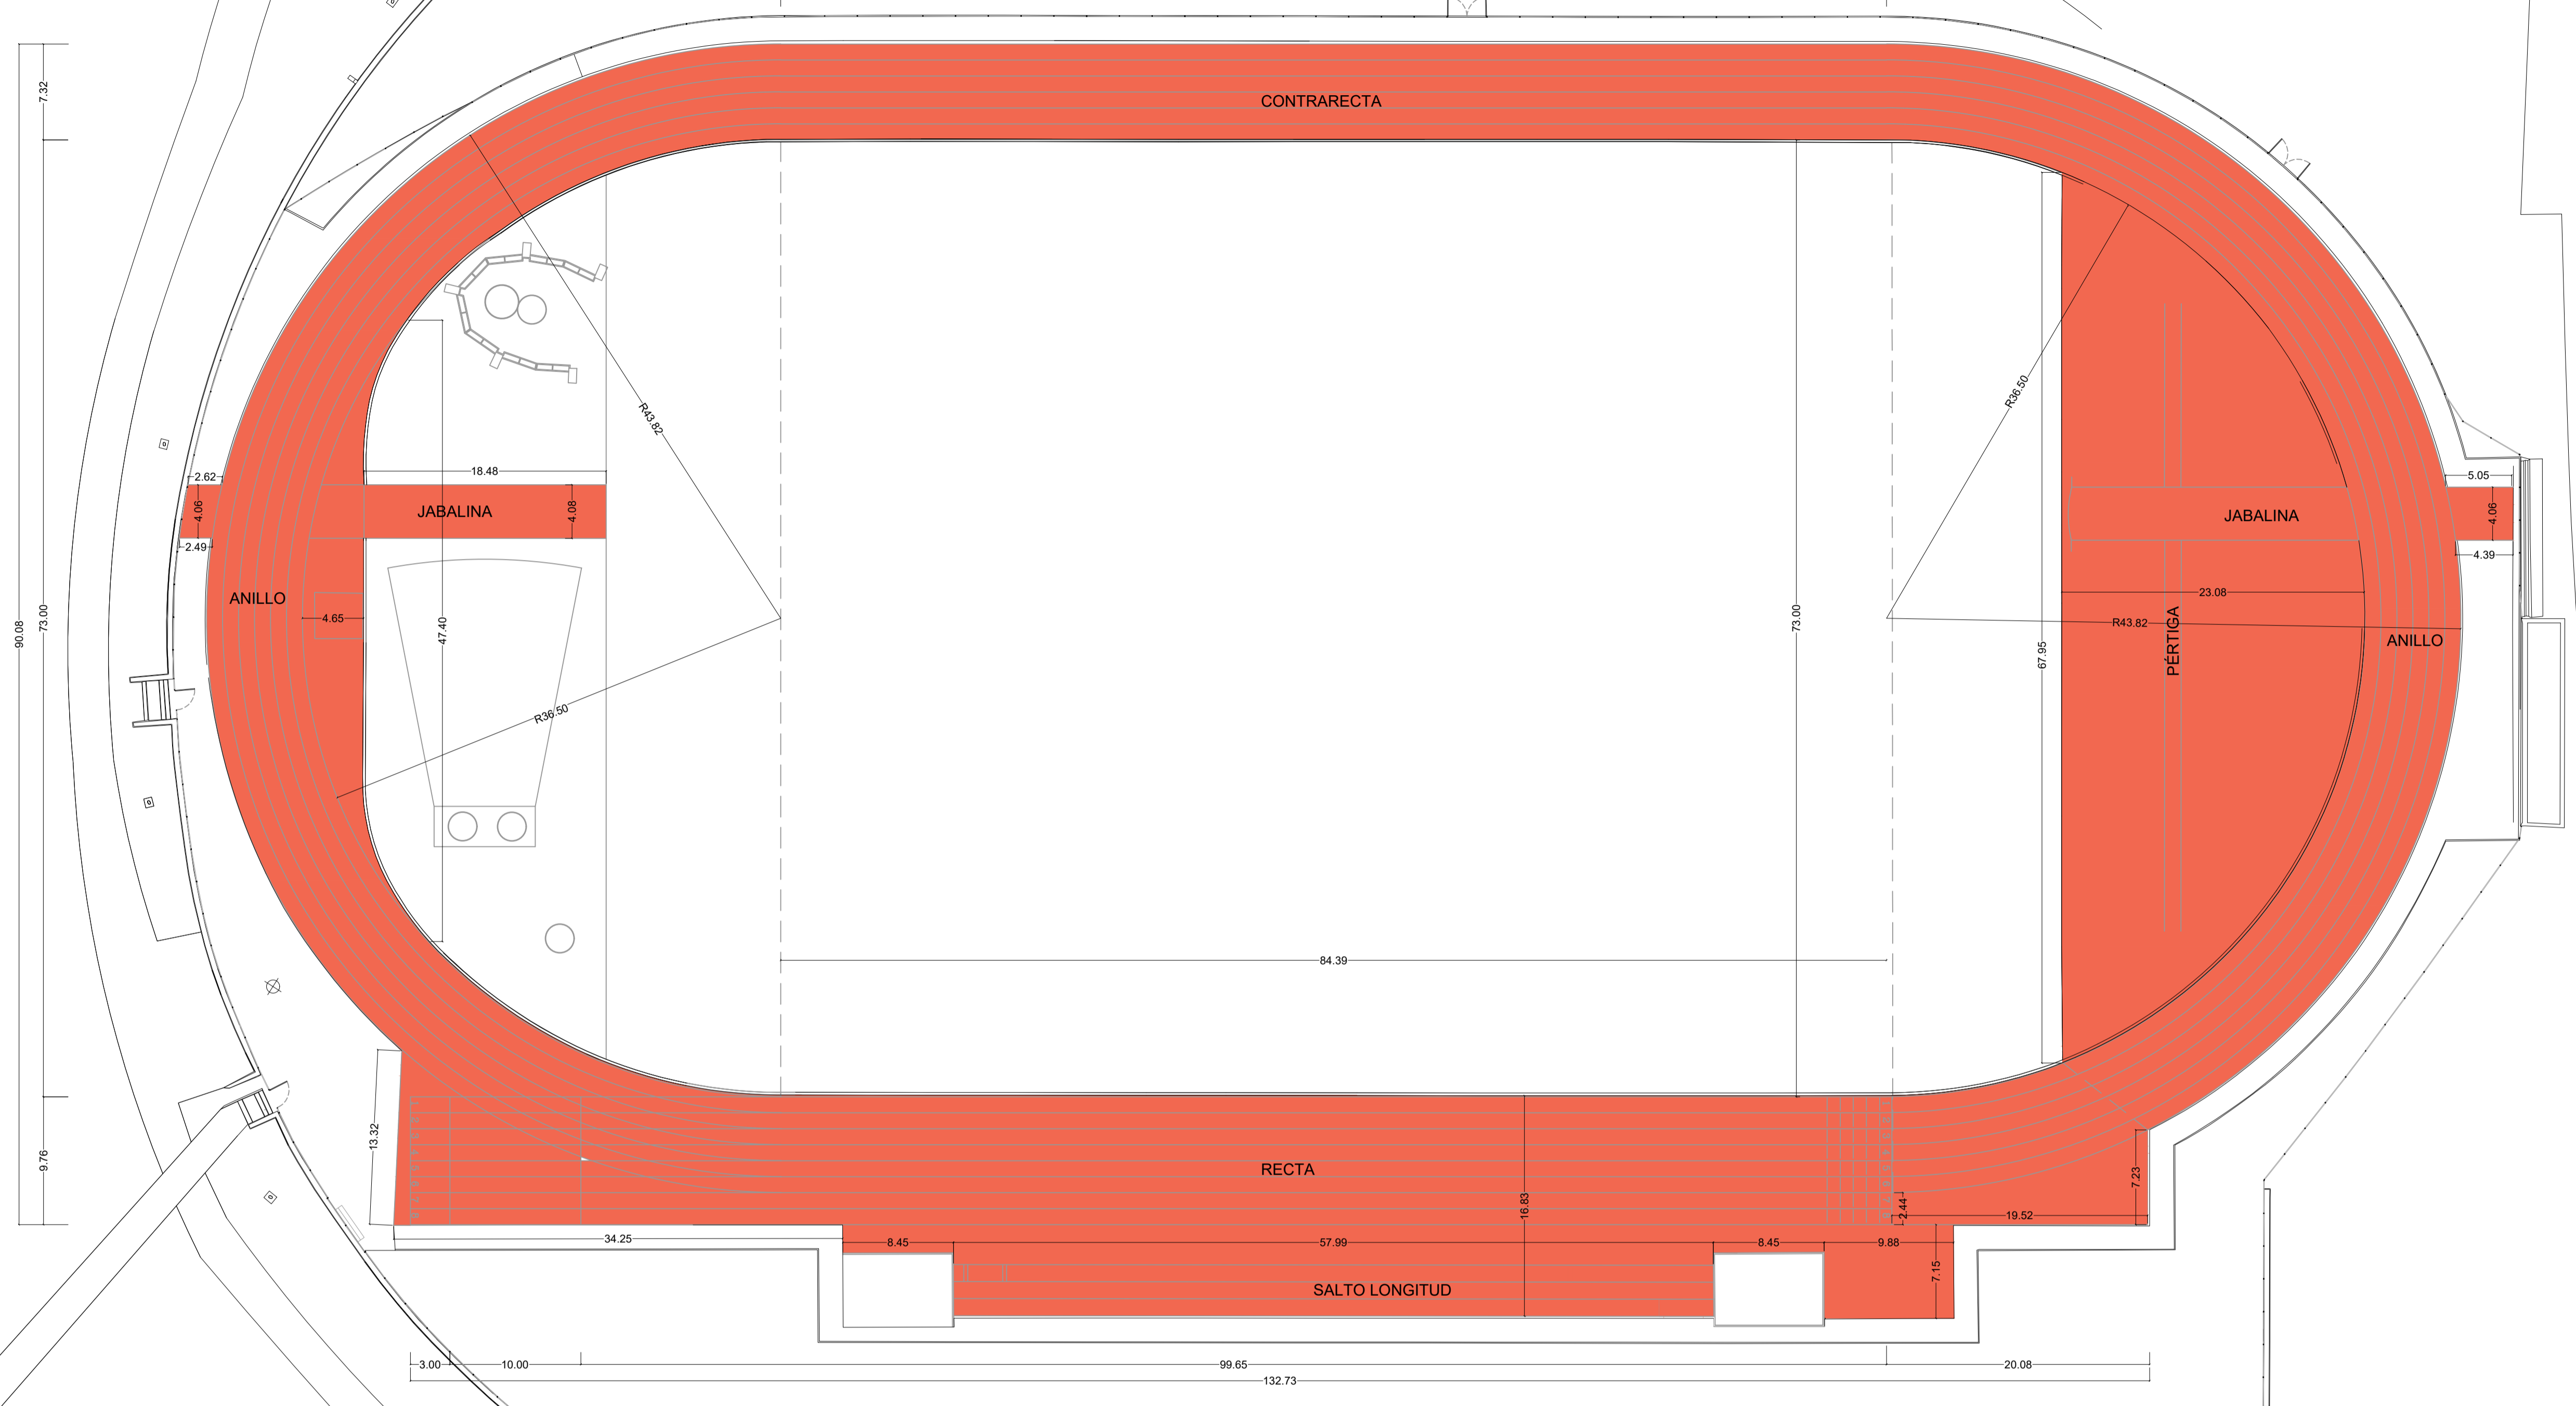 7.32
CONTRARECTA
R43.82
R36.50
18.48
2.62
5.05
JABALINA
4.06
4.08
JABALINA
4.06
2.49
4.39
ANILLO
23.08
4.65
47.40
90.08
73.00
73.00
R43.82
PÉRTIGA
67.95
ANILLO
R36.50
84.39
13.32
9.76
RECTA
7.23
16.83
2.44
19.52
34.25
8.45
57.99
8.45
9.88
7.15
SALTO LONGITUD
3.00
10.00
99.65
20.08
132.73